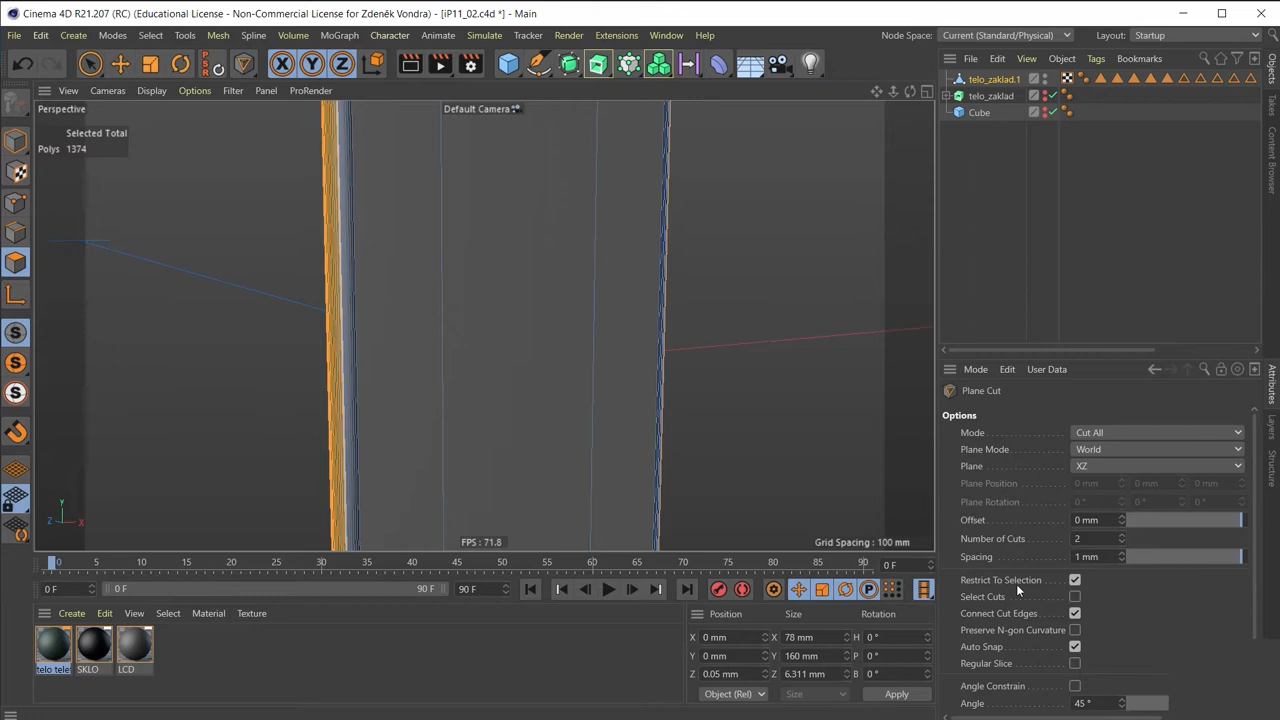 Cinema 4D R21.207 (RC) (Educational License - Non-Commercial License for Zdeněk Vondra) - [iP11_02.c4d *] - Main
File Edit Create Modes Select Tools Mesh Spline Volume MoGraph Character Animate Simulate Tracker Render Extensions Window Help Node Space: Current (Standard/Physical) Layout: Startup
P S R 0 X Y Z
File Edit View Object Tags Bookmarks
View Cameras Display Options Filter Panel ProRender
Perspective Default Camera
Selected Total
Polys 1374
telo_zaklad.1
telo_zaklad
Cube
Objects
Takes
Content Browser
Mode Edit User Data
Plane Cut
Options
Mode Cut All
Plane Mode World
Plane XZ
Plane Position 0 mm 0 mm 0 mm
Plane Rotation 0 ° 0 ° 0 °
Offset 0 mm
Number of Cuts 2
Spacing 1 mm
Restrict To Selection
Select Cuts
Connect Cut Edges
Preserve N-gon Curvature
Auto Snap
Regular Slice
Angle Constrain
Angle 45 °
Attributes
Layers
Structure
Y
Z X
FPS : 71.8 Grid Spacing : 100 mm
0 5 10 15 20 25 30 35 40 45 50 55 60 65 70 75 80 85 90 0 F
0 F 0 F 90 F 90 F
Create Edit View Select Material Texture
telo telef
SKLO
LCD
Position Size Rotation
X 0 mm X 78 mm H 0 °
Y 0 mm Y 160 mm P 0 °
Z 0.05 mm Z 6.311 mm B 0 °
Object (Rel) Size Apply